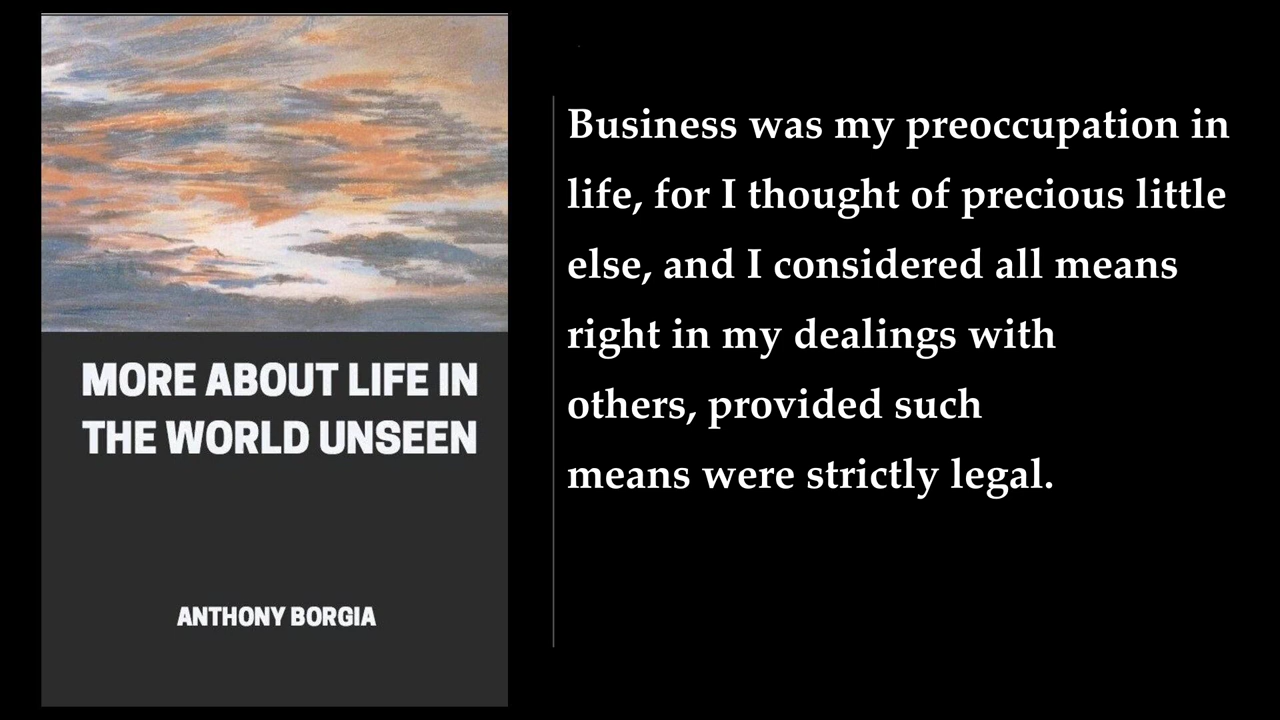 MORE ABOUT LIFE IN
THE WORLD UNSEEN
ANTHONY BORGIA
Business was my preoccupation in
life, for I thought of precious little
else, and I considered all means
right in my dealings with
others, provided such
means were strictly legal.